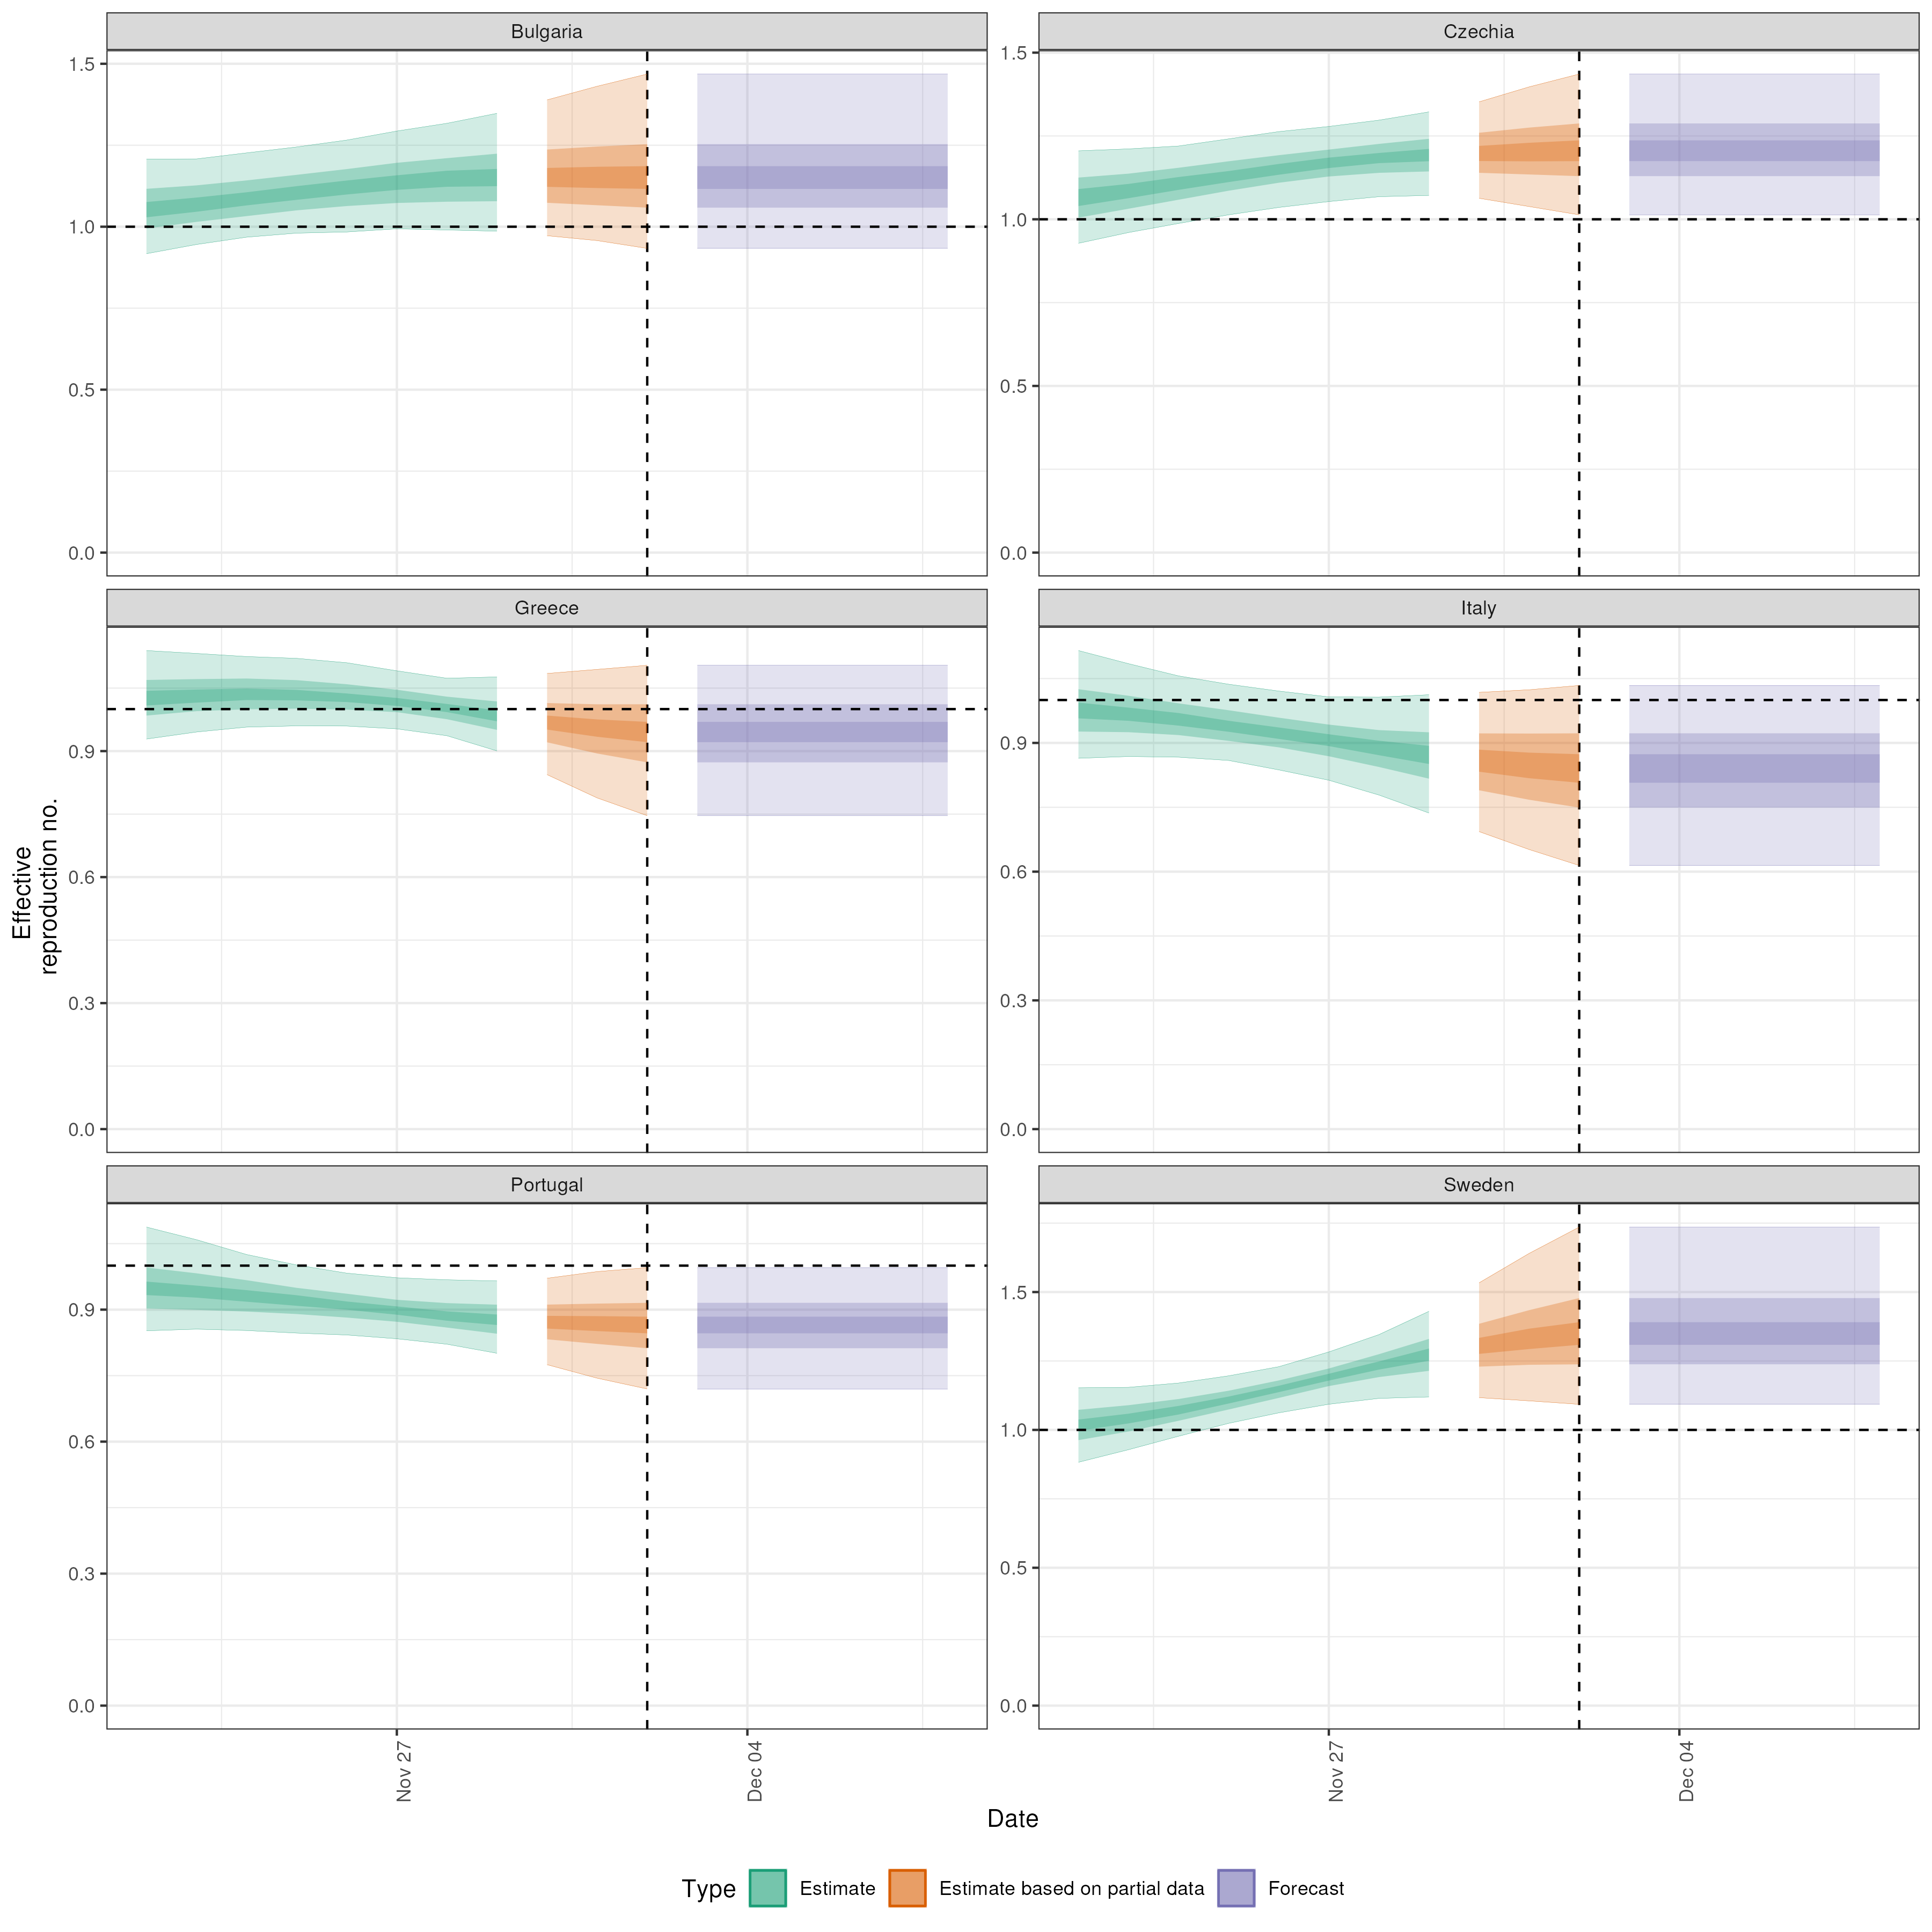 Bulgaria
Czechia
1.5
1.0
0.5
0.0
1.5
1.0
0.5
0.0
Greece
Italy
0.9
0.6
0.3
0.0
0.9
0.6
0.3
0.0
Portugal
Sweden
0.9
0.6
0.3
0.0
1.5
1.0
0.5
0.0
Effective
reproduction no.
Nov 27
Dec 04
Nov 27
Dec 04
Date
Type
Estimate
Estimate based on partial data
Forecast